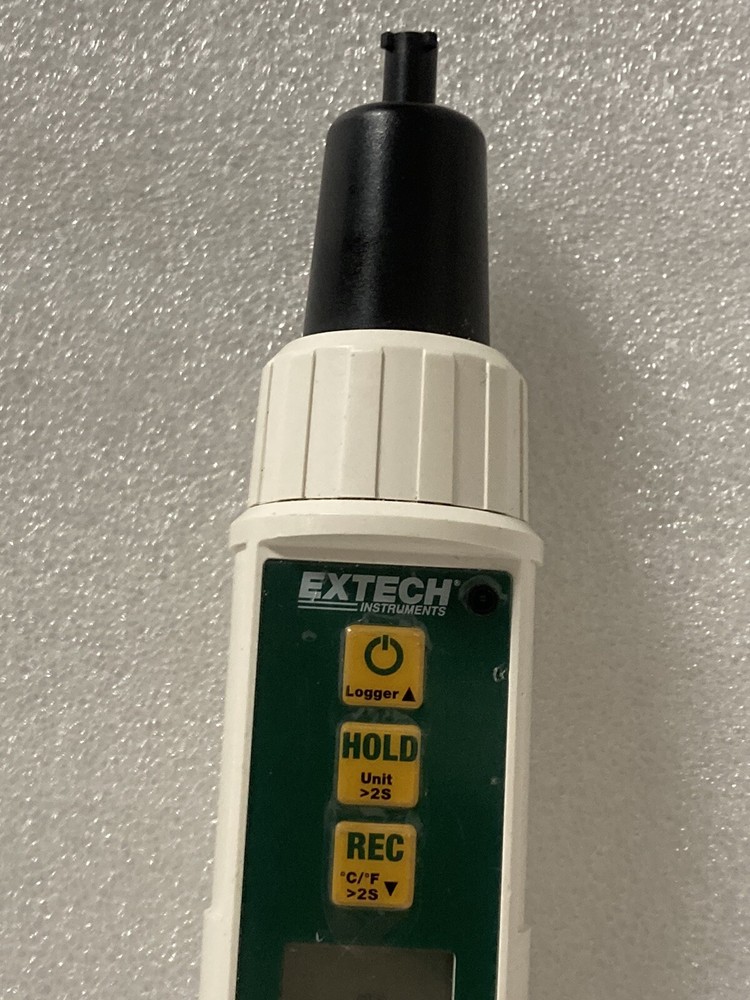 EXTECH®
INSTRUMENTS
Logger▲
HOLD
Unit
>2S
REC
°C/°F
>2S ▼